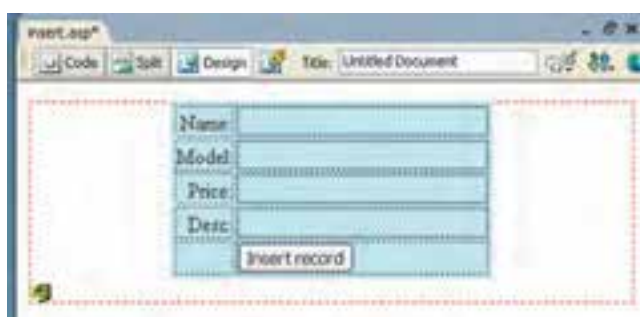 insert.asp*
Code Split Design Title: Untitled Document
Name:
Model:
Price:
Desc:
Insert record